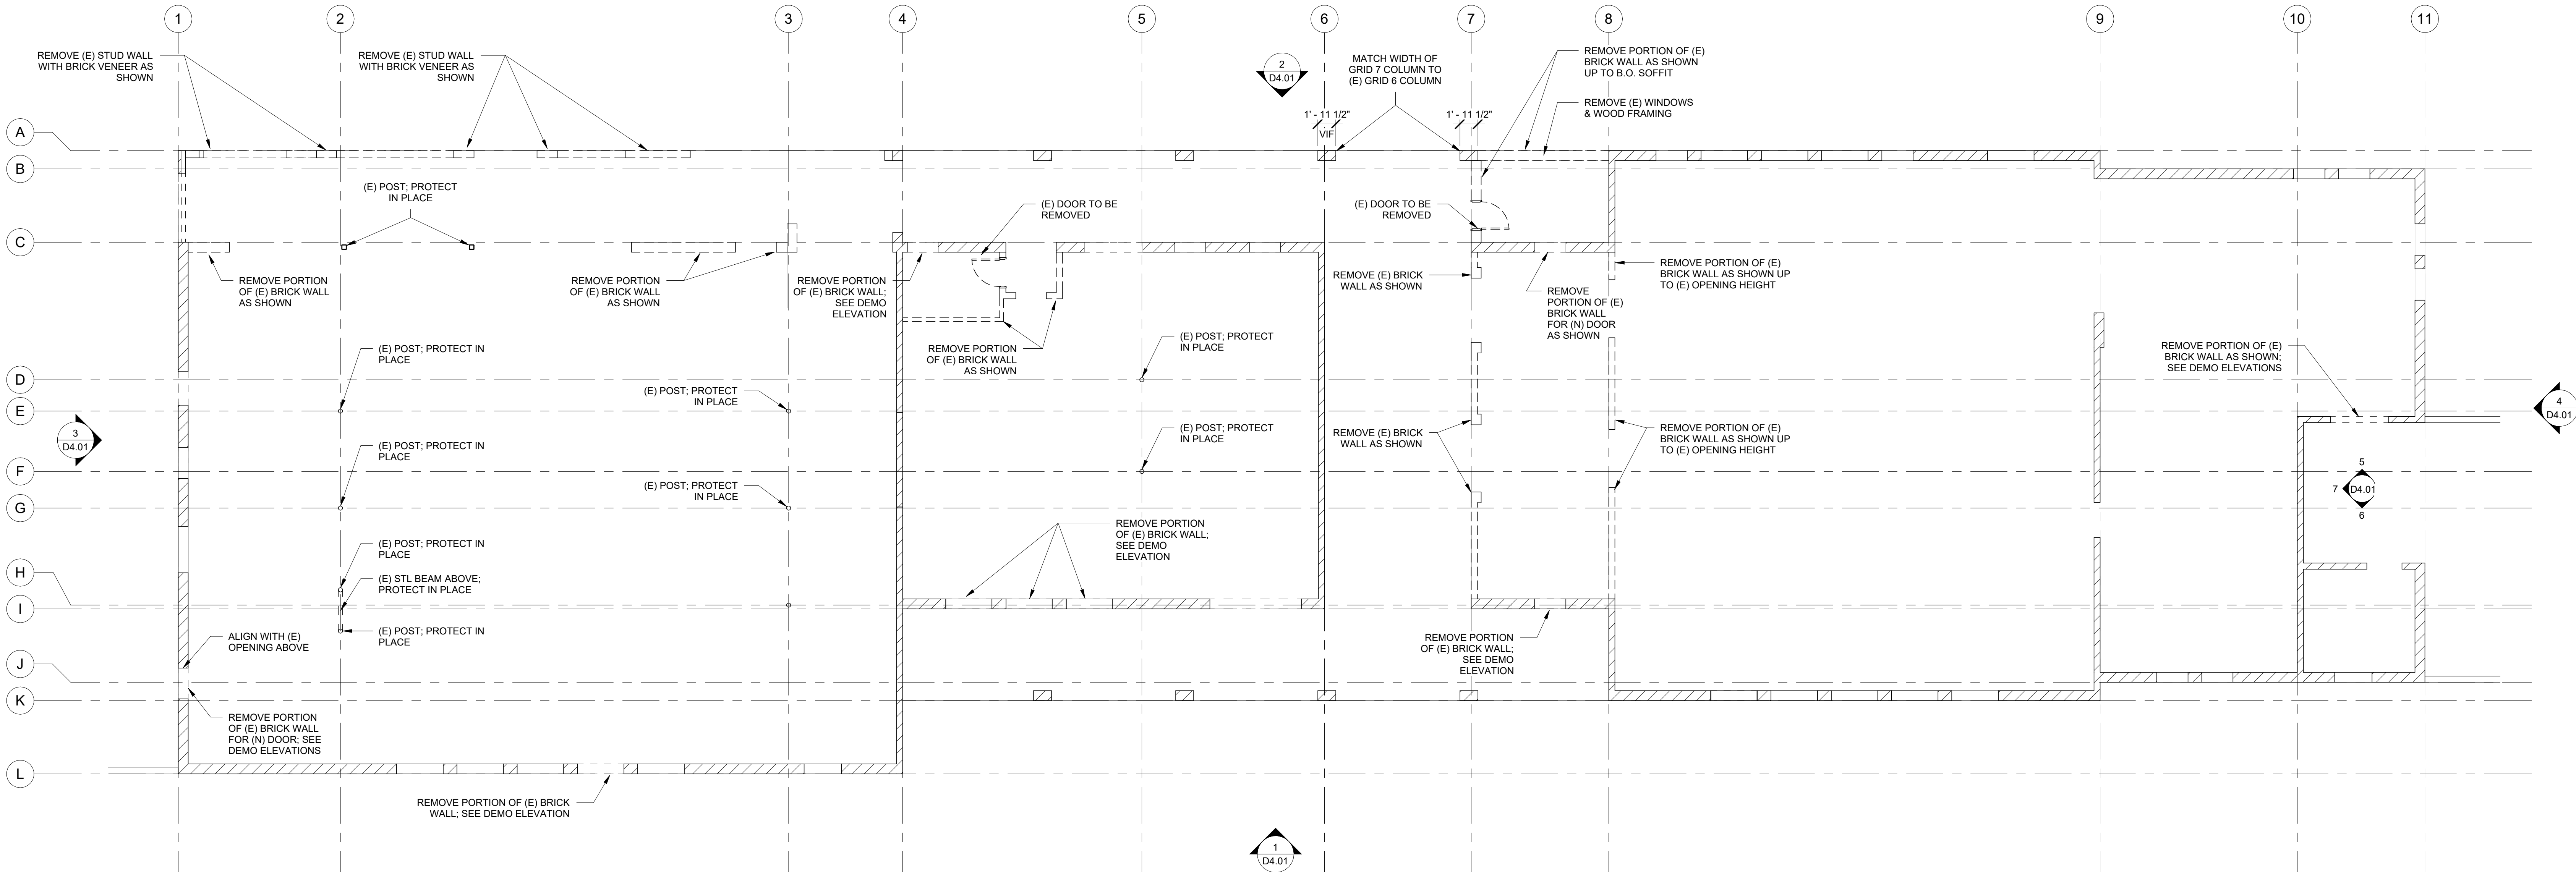 1
2
3
4
5
6
7
8
9
10
11
REMOVE (E) STUD WALL
WITH BRICK VENEER AS
SHOWN
REMOVE (E) STUD WALL
WITH BRICK VENEER AS
SHOWN
2
D4.01
MATCH WIDTH OF
GRID 7 COLUMN TO
(E) GRID 6 COLUMN
REMOVE PORTION OF (E)
BRICK WALL AS SHOWN
UP TO B.O. SOFFIT
REMOVE (E) WINDOWS
& WOOD FRAMING
1' - 11 1/2"
VIF
1' - 11 1/2"
A
B
C
D
E
F
G
H
I
J
K
L
(E) POST; PROTECT
IN PLACE
(E) DOOR TO BE
REMOVED
(E) DOOR TO BE
REMOVED
REMOVE PORTION
OF (E) BRICK WALL
AS SHOWN
REMOVE PORTION
OF (E) BRICK WALL
AS SHOWN
REMOVE PORTION
OF (E) BRICK WALL;
SEE DEMO
ELEVATION
REMOVE (E) BRICK
WALL AS SHOWN
REMOVE
PORTION OF (E)
BRICK WALL
FOR (N) DOOR
AS SHOWN
REMOVE PORTION OF (E)
BRICK WALL AS SHOWN UP
TO (E) OPENING HEIGHT
(E) POST; PROTECT IN
PLACE
REMOVE PORTION
OF (E) BRICK WALL
AS SHOWN
(E) POST; PROTECT
IN PLACE
REMOVE PORTION OF (E)
BRICK WALL AS SHOWN;
SEE DEMO ELEVATIONS
(E) POST; PROTECT
IN PLACE
3
D4.01
4
D4.01
(E) POST; PROTECT IN
PLACE
(E) POST; PROTECT
IN PLACE
REMOVE (E) BRICK
WALL AS SHOWN
REMOVE PORTION OF (E)
BRICK WALL AS SHOWN UP
TO (E) OPENING HEIGHT
(E) POST; PROTECT
IN PLACE
5
7
D4.01
6
(E) POST; PROTECT IN
PLACE
REMOVE PORTION
OF (E) BRICK WALL;
SEE DEMO
ELEVATION
(E) STL BEAM ABOVE;
PROTECT IN PLACE
(E) POST; PROTECT IN
PLACE
ALIGN WITH (E)
OPENING ABOVE
REMOVE PORTION
OF (E) BRICK WALL;
SEE DEMO
ELEVATION
REMOVE PORTION
OF (E) BRICK WALL
FOR (N) DOOR; SEE
DEMO ELEVATIONS
REMOVE PORTION OF (E) BRICK
WALL; SEE DEMO ELEVATION
1
D4.01